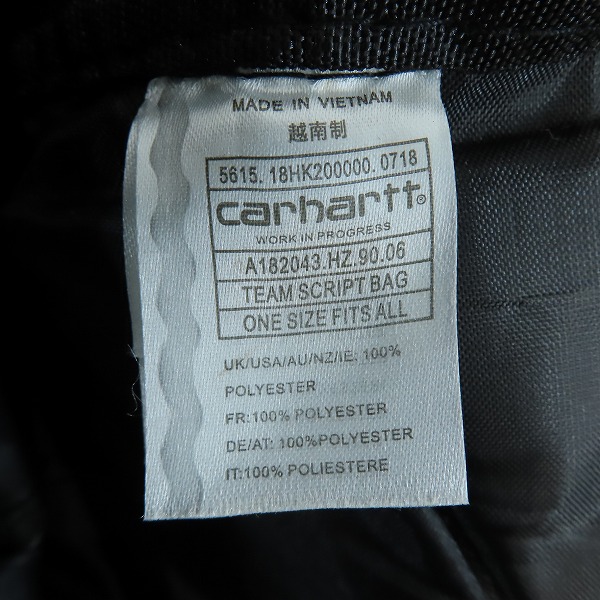 MADE IN VIETNAM
越南制
5615. 18HK200000. 0718
carhartt®
WORK IN PROGRESS
A182043.HZ.90.06
TEAM SCRIPT BAG
ONE SIZE FITS ALL
UK/USA/AU/NZ/IE: 100%
POLYESTER
FR:100% POLYESTER
DE/AT: 100%POLYESTER
IT:100% POLIESTERE